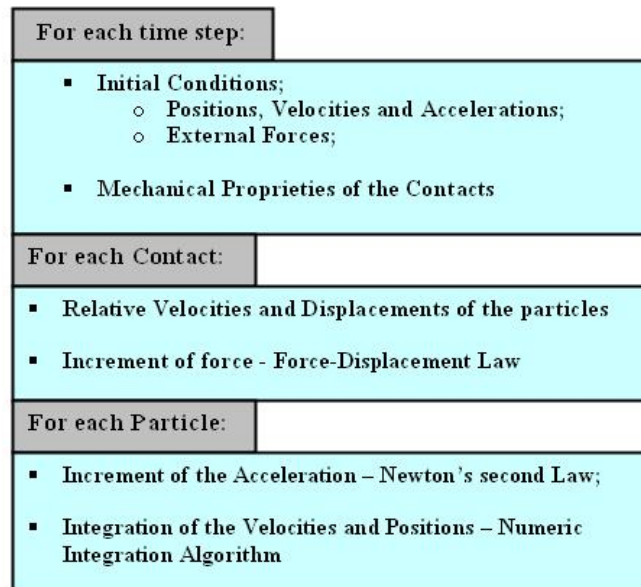 For each time step:
▪ Initial Conditions;
o Positions, Velocities and Accelerations;
o External Forces;
▪ Mechanical Proprieties of the Contacts
For each Contact:
▪ Relative Velocities and Displacements of the particles
▪ Increment of force - Force-Displacement Law
For each Particle:
▪ Increment of the Acceleration – Newton's second Law;
▪ Integration of the Velocities and Positions – Numeric
Integration Algorithm